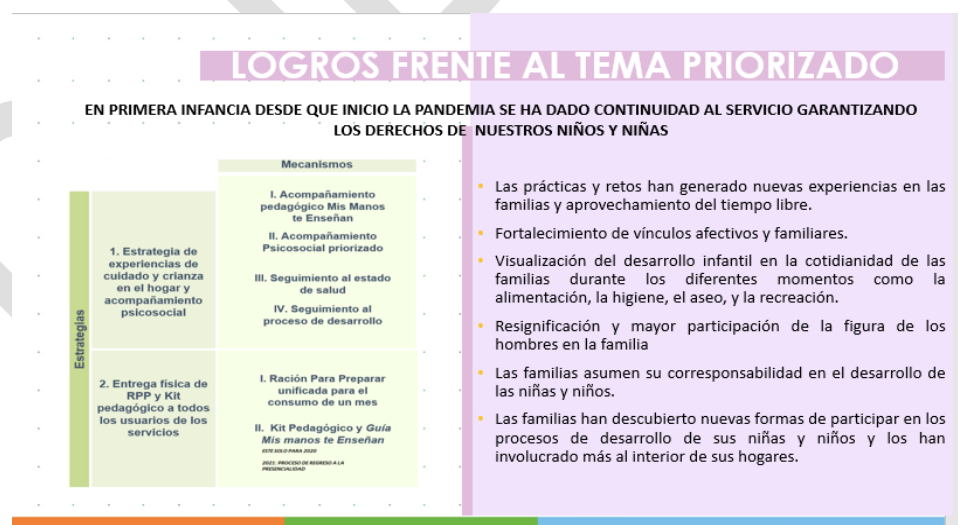 LOGROS FRENTE AL TEMA PRIORIZADO
EN PRIMERA INFANCIA DESDE QUE INICIO LA PANDEMIA SE HA DADO CONTINUIDAD AL SERVICIO GARANTIZANDO
LOS DERECHOS DE NUESTROS NIÑOS Y NIÑAS
Mecanismos
Estrategias
1. Estrategia de
experiencias de
cuidado y crianza
en el hogar y
acompañamiento
psicosocial
I. Acompañamiento
pedagógico Mis Manos
te Enseñan
II. Acompañamiento
Psicosocial priorizado
III. Seguimiento al estado
de salud
IV. Seguimiento al
proceso de desarrollo
2. Entrega física de
RPP y Kit
pedagógico a todos
los usuarios de los
servicios
I. Ración Para Preparar
unificada para el
consumo de un mes
II. Kit Pedagógico y Guía
Mis manos te Enseñan
ESTE SOLO PARA 2020
2021: PROCESO DE REGRESO A LA
PRESENCIALIDAD
Las prácticas y retos han generado nuevas experiencias en las
familias y aprovechamiento del tiempo libre.
Fortalecimiento de vínculos afectivos y familiares.
Visualización del desarrollo infantil en la cotidianidad de las
familias durante los diferentes momentos como la
alimentación, la higiene, el aseo, y la recreación.
Resignificación y mayor participación de la figura de los
hombres en la familia
Las familias asumen su corresponsabilidad en el desarrollo de
las niñas y niños.
Las familias han descubierto nuevas formas de participar en los
procesos de desarrollo de sus niñas y niños y los han
involucrado más al interior de sus hogares.